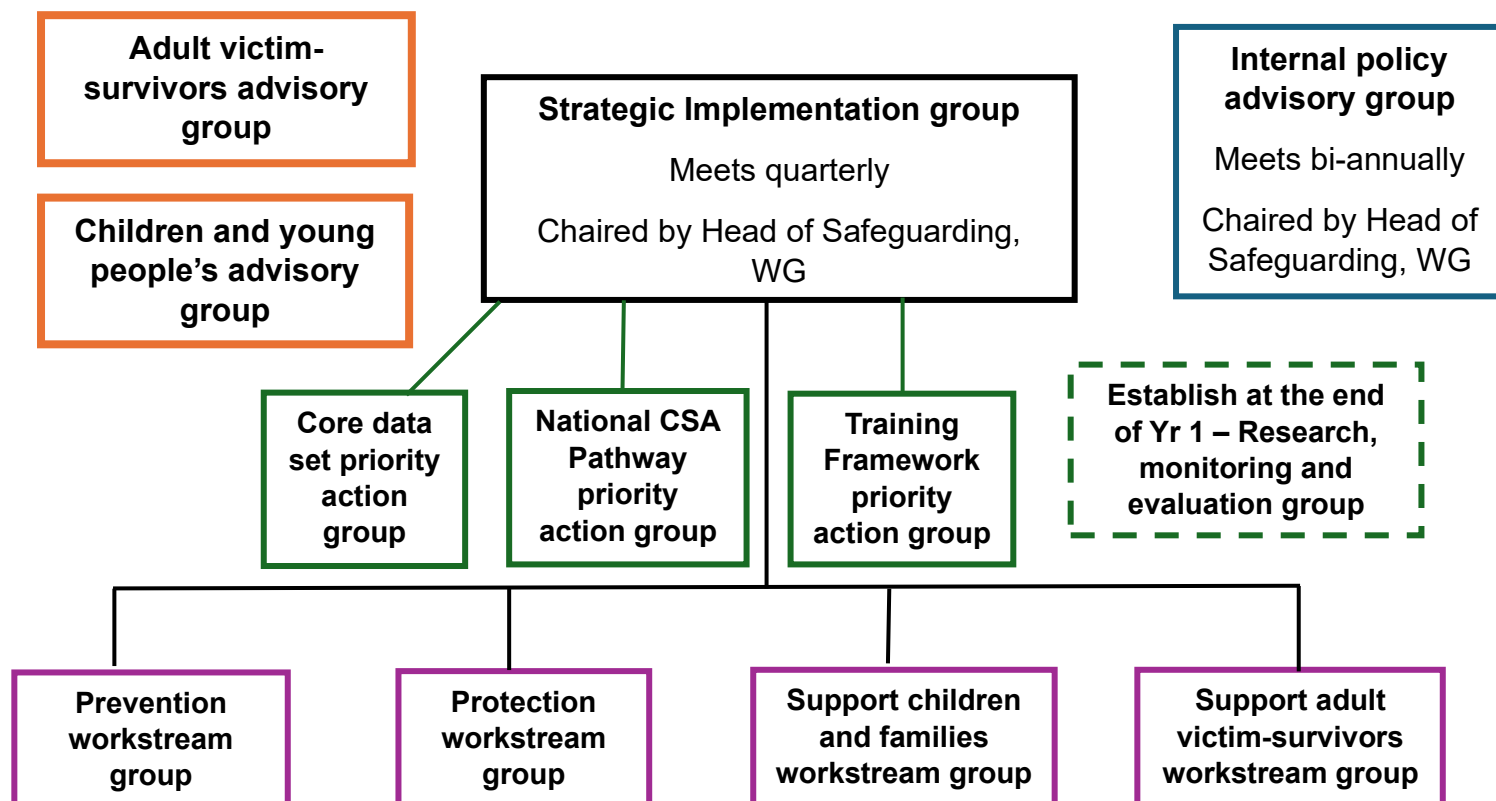 Adult victim-
survivors advisory
group
Children and young
people’s advisory
group
Strategic Implementation group
Meets quarterly
Chaired by Head of Safeguarding,
WG
Internal policy
advisory group
Meets bi-annually
Chaired by Head of
Safeguarding, WG
Core data
set priority
action
group
National CSA
Pathway
priority
action group
Training
Framework
priority
action group
Establish at the end
of Yr 1 – Research,
monitoring and
evaluation group
Prevention
workstream
group
Protection
workstream
group
Support children
and families
workstream group
Support adult
victim-survivors
workstream group